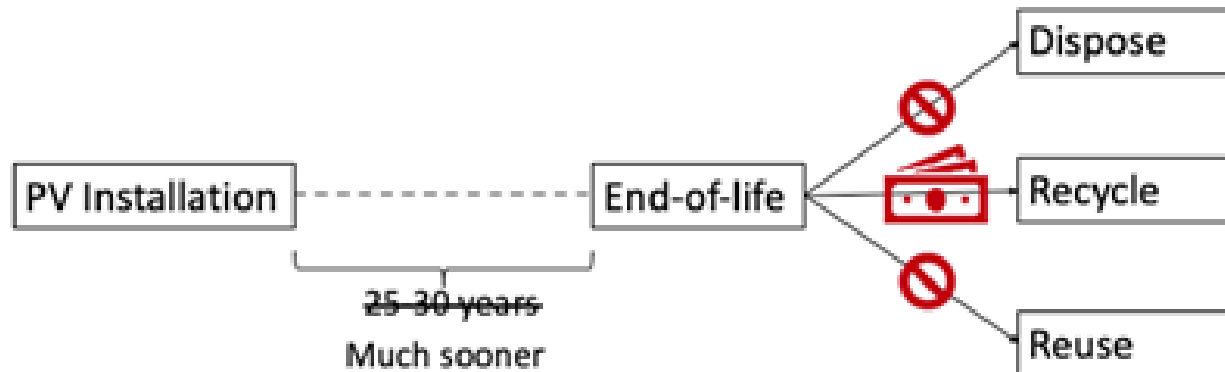 Dispose
PV Installation
End-of-life
Recycle
25-30 years
Much sooner
Reuse